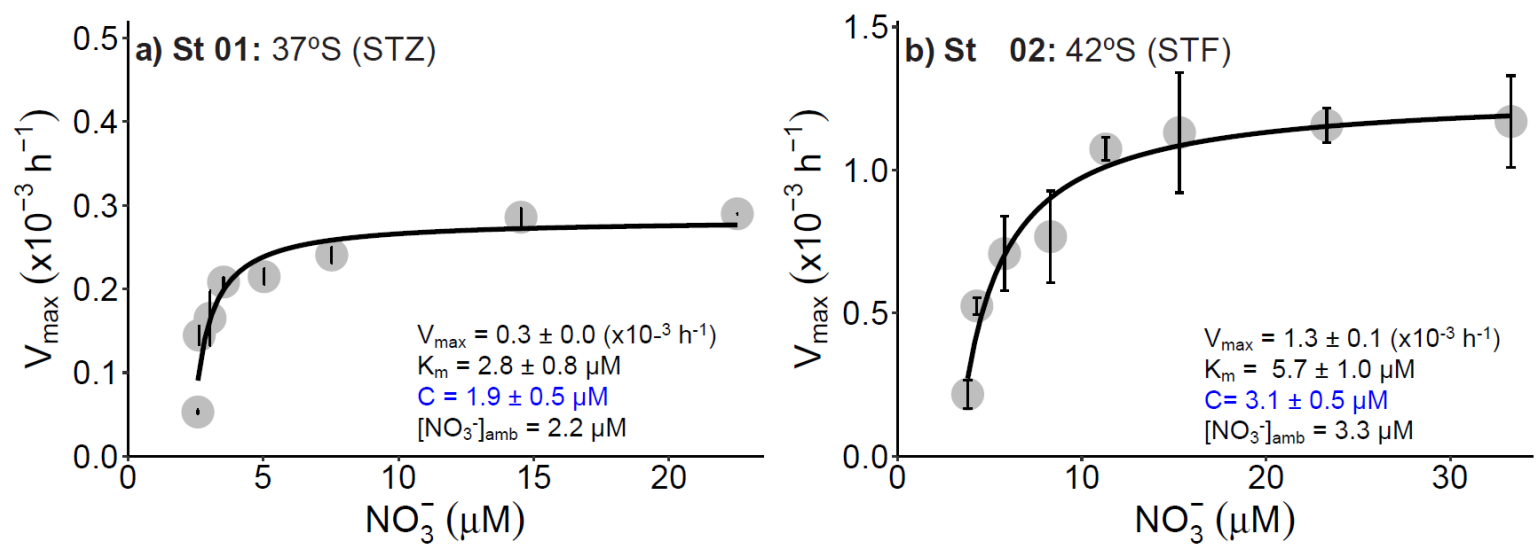 a) St 01: 37ºS (STZ)
0.5
0.4
0.3
0.2
0.1
0.0
Vmax (x10⁻³ h⁻¹)
Vmax = 0.3 ± 0.0 (x10-³ h-1)
Km = 2.8 ± 0.8 µM
C = 1.9 ± 0.5 µM
[NO3-]amb = 2.2 µM
0 5 10 15 20
NO₃⁻ (µM)
b) St 02: 42ºS (STF)
1.5
1.0
0.5
0.0
Vmax (x10⁻³ h⁻¹)
Vmax = 1.3 ± 0.1 (x10-3 h-1)
Km = 5.7 ± 1.0 µM
C= 3.1 ± 0.5 µM
[NO3-]amb = 3.3 µM
0 10 20 30
NO₃⁻ (µM)